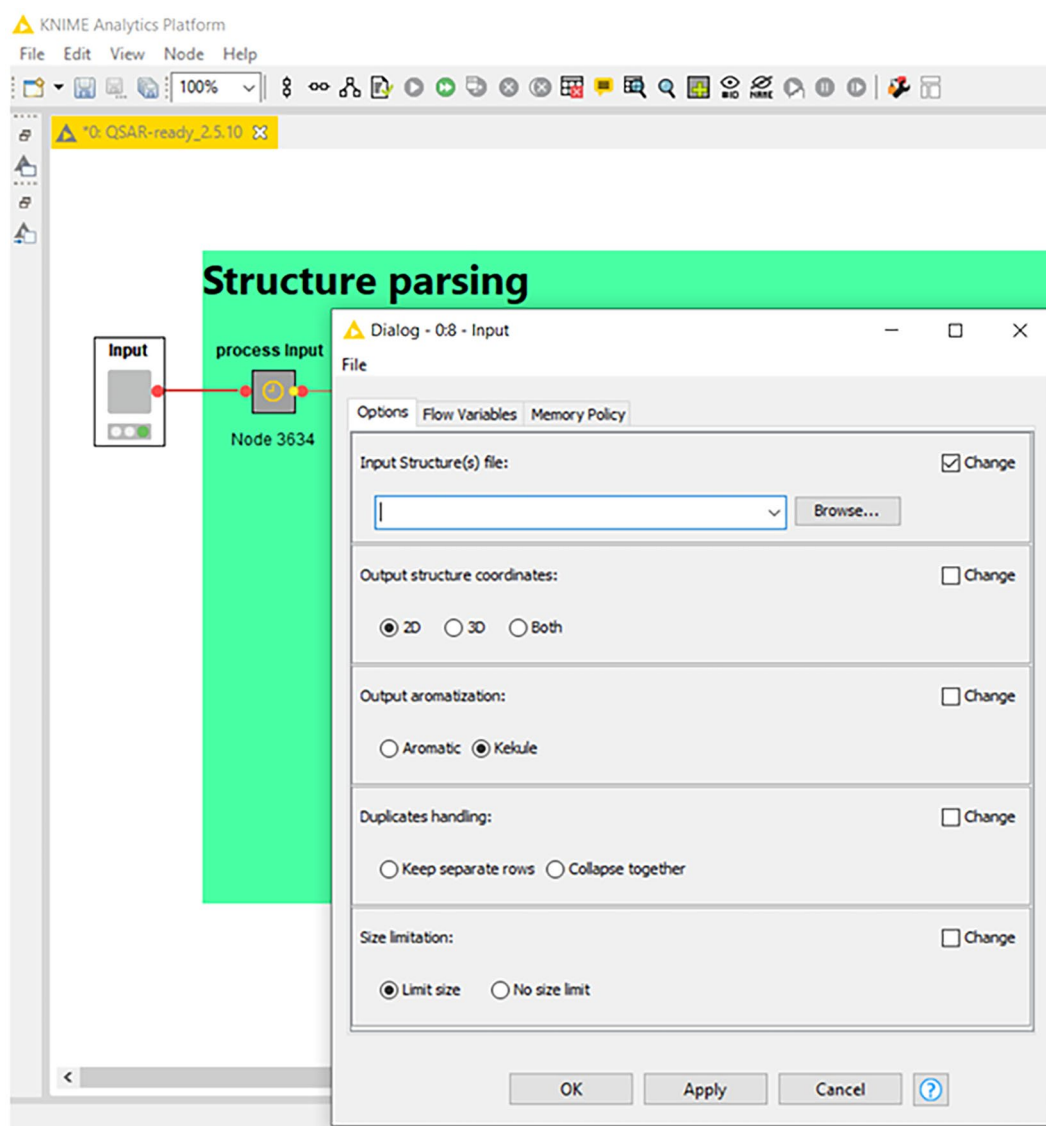 KNIME Analytics Platform
File Edit View Node Help
100%
*0: QSAR-ready_2.5.10
Structure parsing
Input
process Input
Node 3634
Dialog - 0:8 - Input
File
Options Flow Variables Memory Policy
Input Structure(s) file: Change
Browse...
Output structure coordinates: Change
2D 3D Both
Output aromatization: Change
Aromatic Kekule
Duplicates handling: Change
Keep separate rows Collapse together
Size limitation: Change
Limit size No size limit
OK Apply Cancel ?